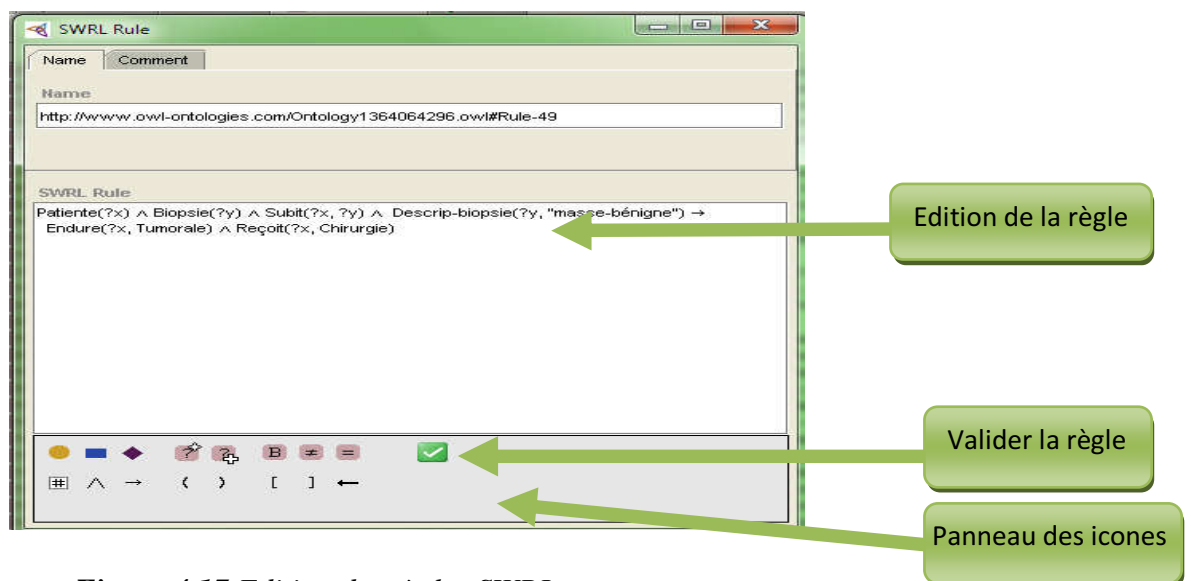 SWRL Rule
Name Comment
Name
http://www.owl-ontologies.com/Ontology1364064296.owl#Rule-49
SWRL Rule
Patiente(?x) ∧ Biopsie(?y) ∧ Subit(?x, ?y) ∧ Descrip-biopsie(?y, "masse-bénigne") →
Endure(?x, Tumorale) ∧ Reçoit(?x, Chirurgie)
Edition de la règle
Valider la règle
Panneau des icones
? ? B ≠ =
∧ → ( ) [ ] ←